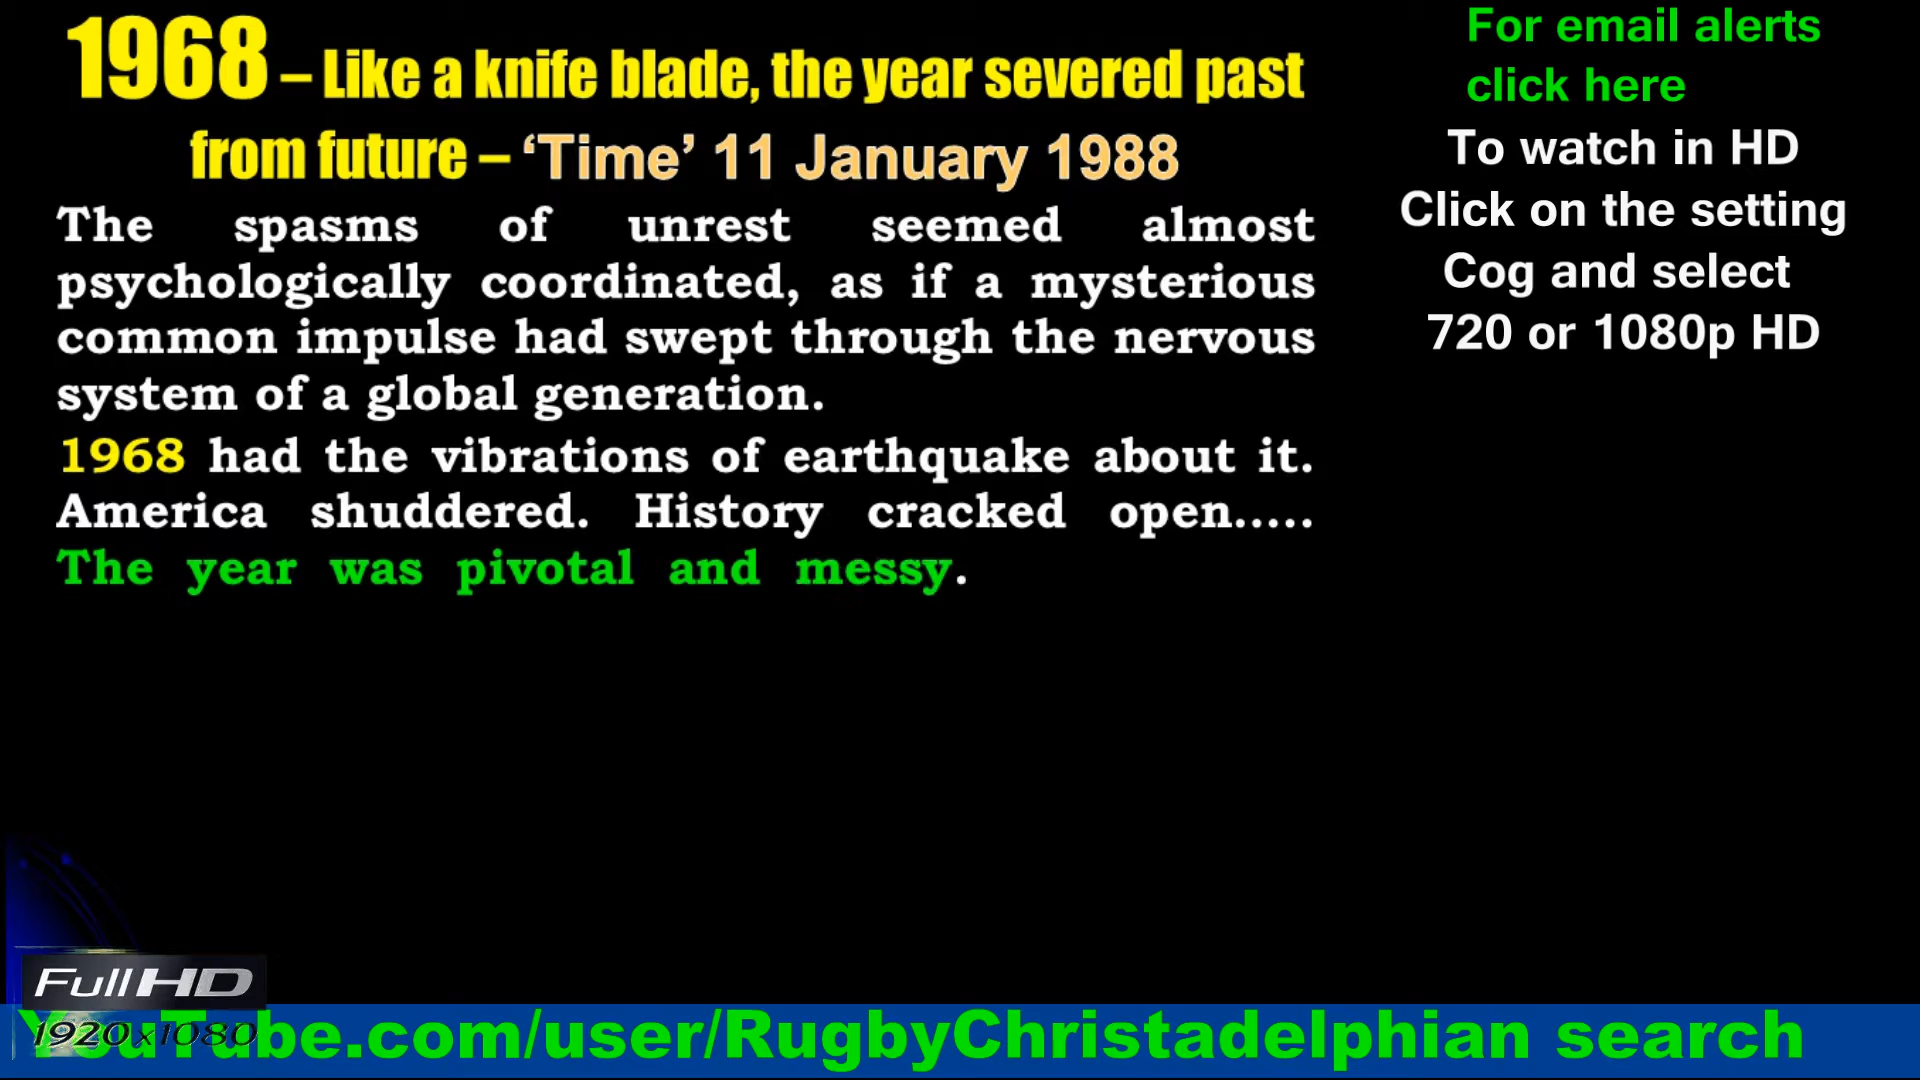 1968 – Like a knife blade, the year severed past
from future – ‘Time’ 11 January 1988
The spasms of unrest seemed almost
psychologically coordinated, as if a mysterious
common impulse had swept through the nervous
system of a global generation.
1968 had the vibrations of earthquake about it.
America shuddered. History cracked open.....
The year was pivotal and messy.
For email alerts
click here
To watch in HD
Click on the setting
Cog and select
720 or 1080p HD
Full HD
1920x1080
YouTube.com/user/RugbyChristadelphian search